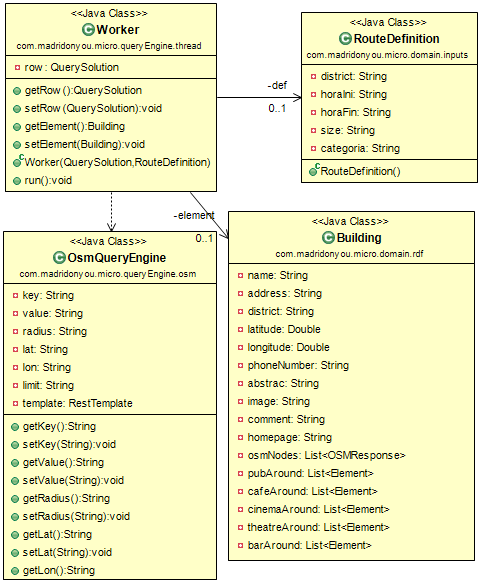 <<Java Class>>
Worker
com.madridonyou.micro.queryEngine.thread
row : QuerySolution
getRow ():QuerySolution
setRow (QuerySolution):void
getElement():Building
setElement(Building):void
Worker(QuerySolution,RouteDefinition)
run():void
-def
0..1
<<Java Class>>
RouteDefinition
com.madridonyou.micro.domain.inputs
district: String
horaIni: String
horaFin: String
size: String
categoria: String
RouteDefinition()
-element
0..1
<<Java Class>>
OsmQueryEngine
com.madridonyou.micro.queryEngine.osm
key: String
value: String
radius: String
lat: String
lon: String
limit: String
template: RestTemplate
getKey():String
setKey(String):void
getValue():String
setValue(String):void
getRadius():String
setRadius(String):void
getLat():String
setLat(String):void
getLon():String
<<Java Class>>
Building
com.madridonyou.micro.domain.rdf
name: String
address: String
district: String
latitude: Double
longitude: Double
phoneNumber: String
abstrac: String
image: String
comment: String
homepage: String
osmNodes: List<OSMResponse>
pubAround: List<Element>
cafeAround: List<Element>
cinemaAround: List<Element>
theatreAround: List<Element>
barAround: List<Element>